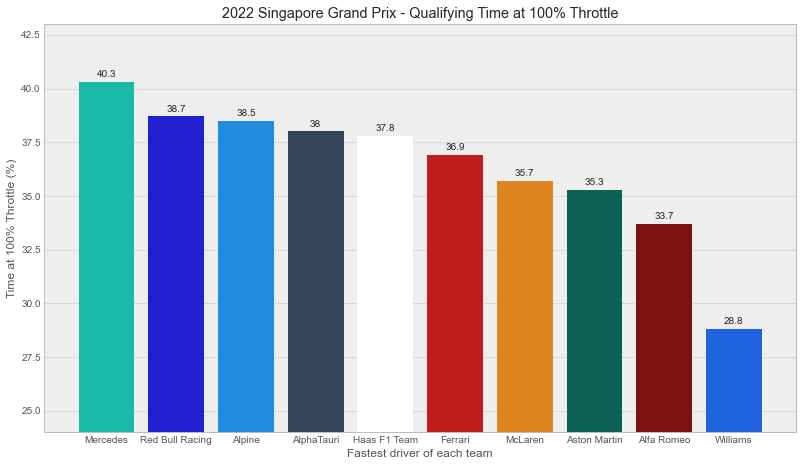 2022 Singapore Grand Prix - Qualifying Time at 100% Throttle
Time at 100% Throttle (%)
42.5
40.0
37.5
35.0
32.5
30.0
27.5
25.0
40.3
38.7
38.5
38
37.8
36.9
35.7
35.3
33.7
28.8
Mercedes
Red Bull Racing
Alpine
AlphaTauri
Haas F1 Team
Ferrari
McLaren
Aston Martin
Alfa Romeo
Williams
Fastest driver of each team